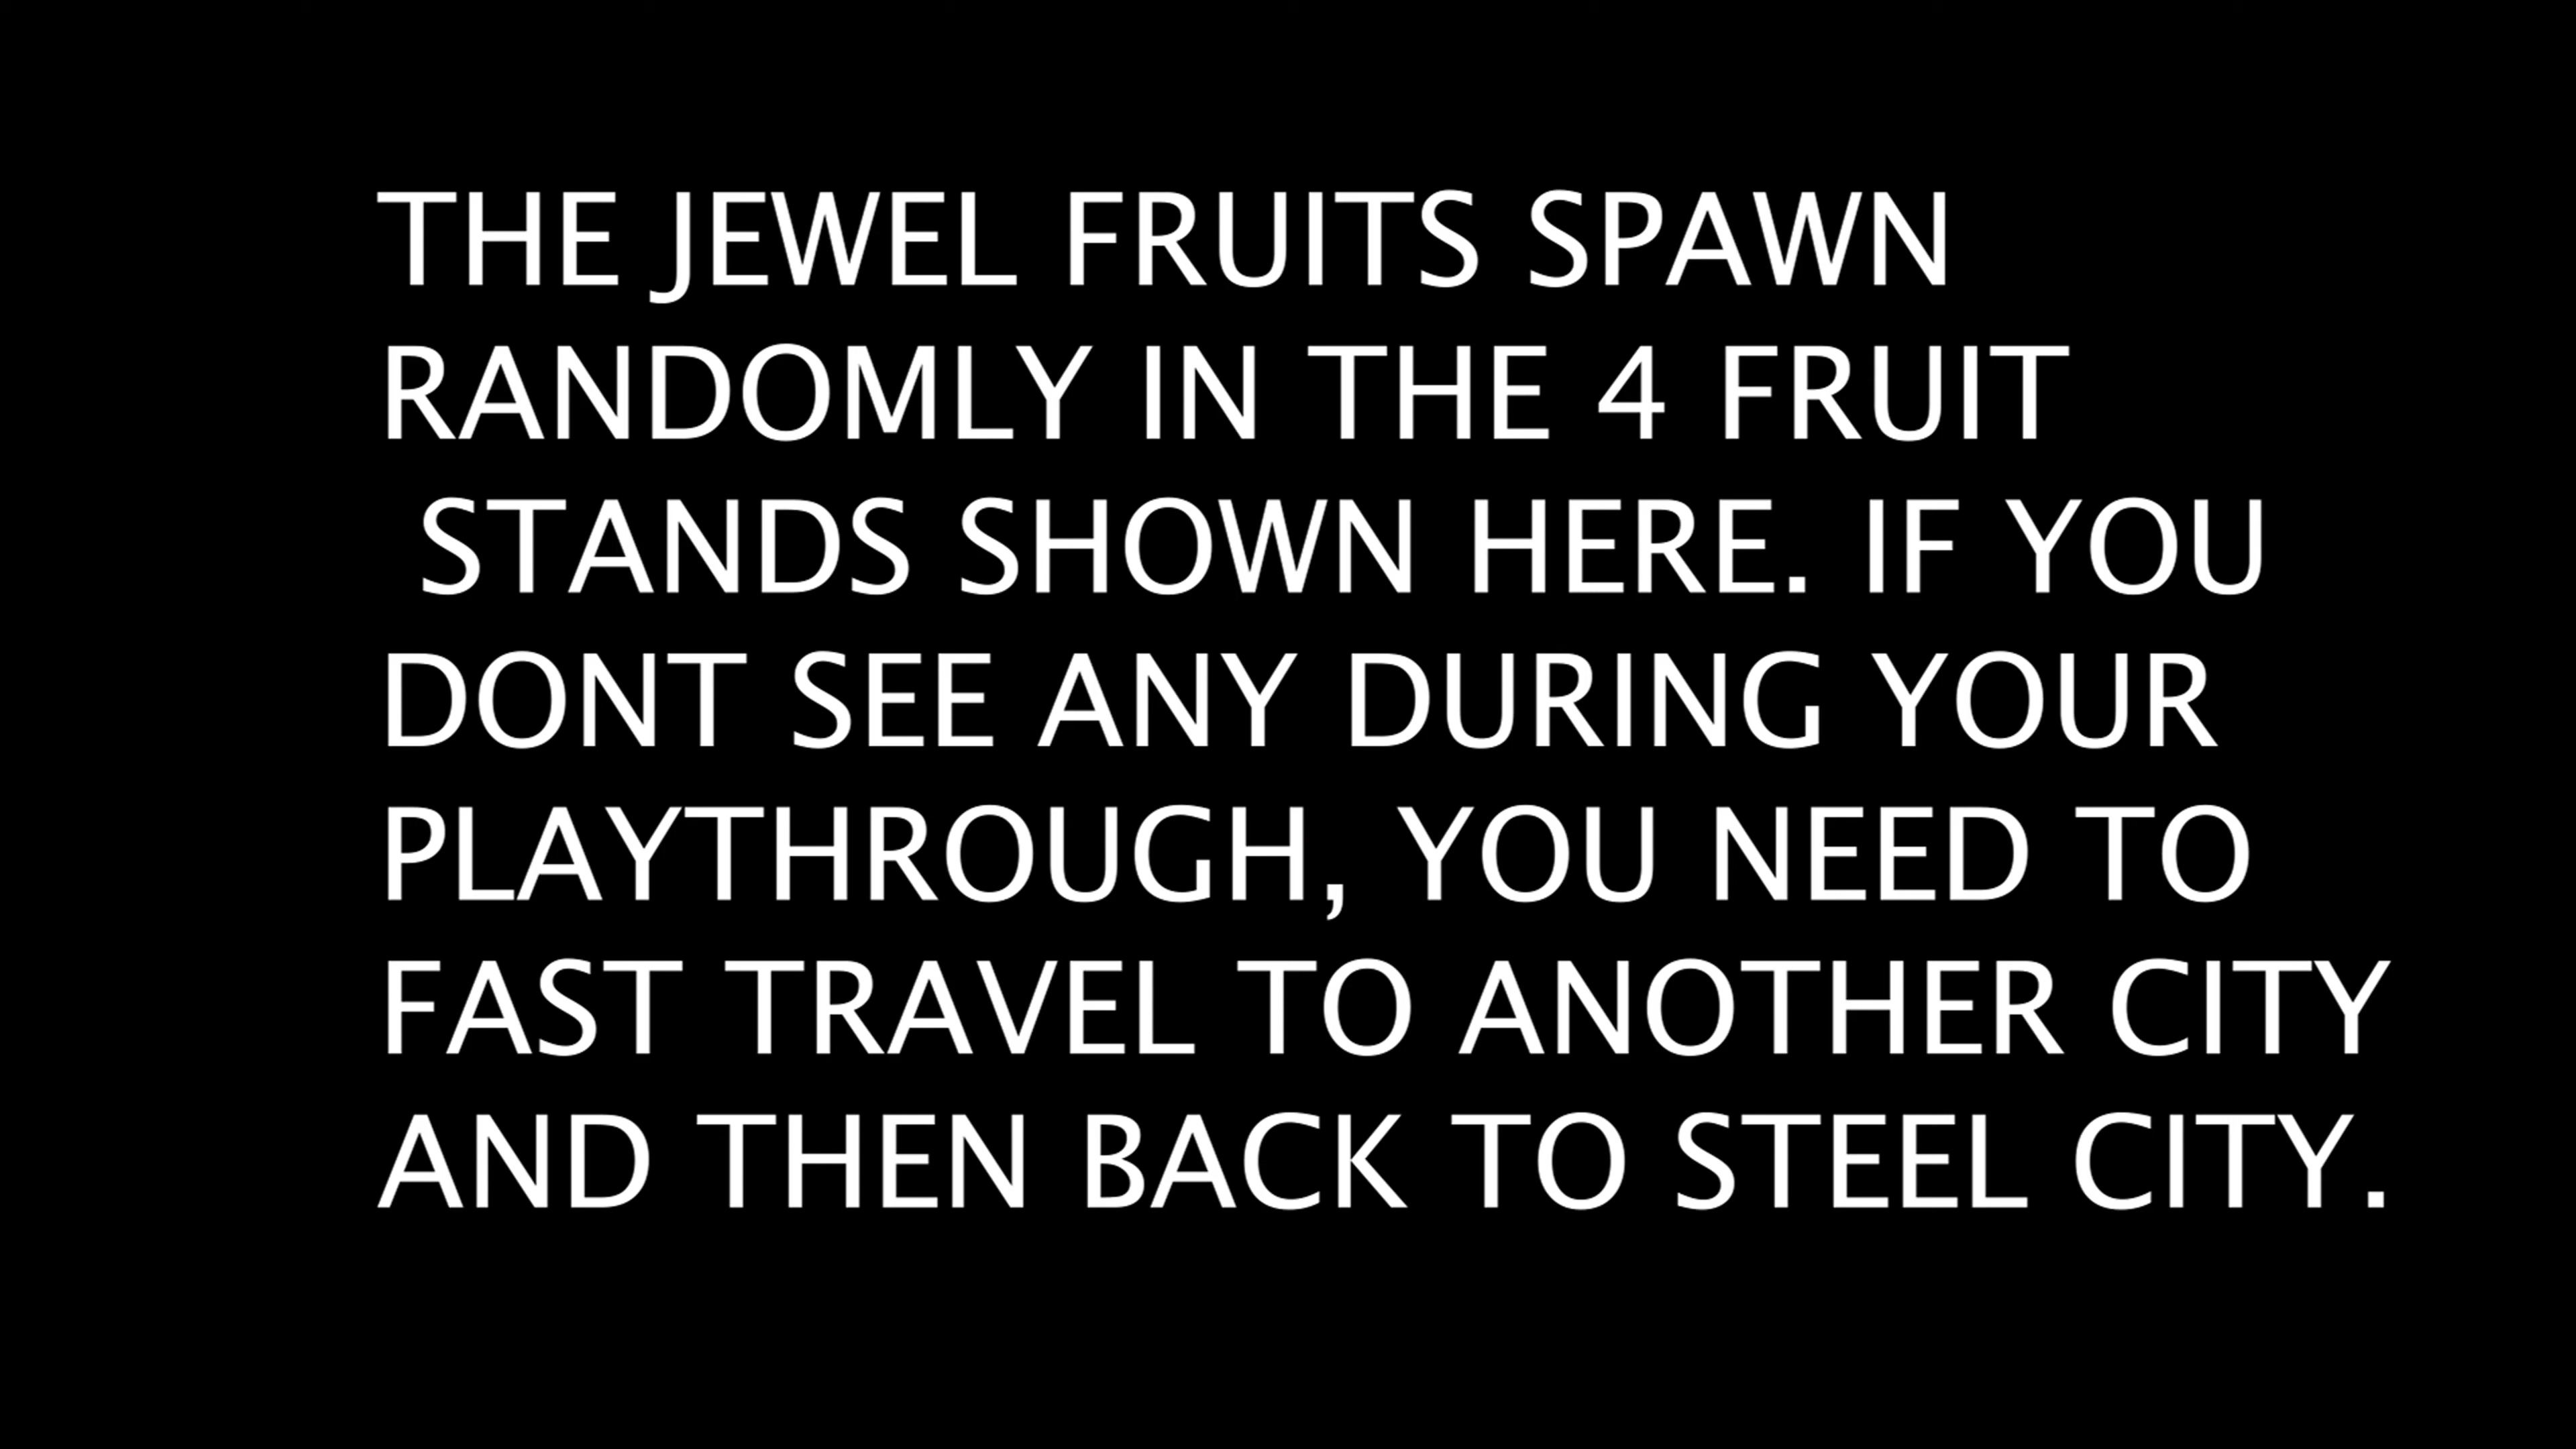 THE JEWEL FRUITS SPAWN
RANDOMLY IN THE 4 FRUIT
STANDS SHOWN HERE. IF YOU
DONT SEE ANY DURING YOUR
PLAYTHROUGH, YOU NEED TO
FAST TRAVEL TO ANOTHER CITY
AND THEN BACK TO STEEL CITY.